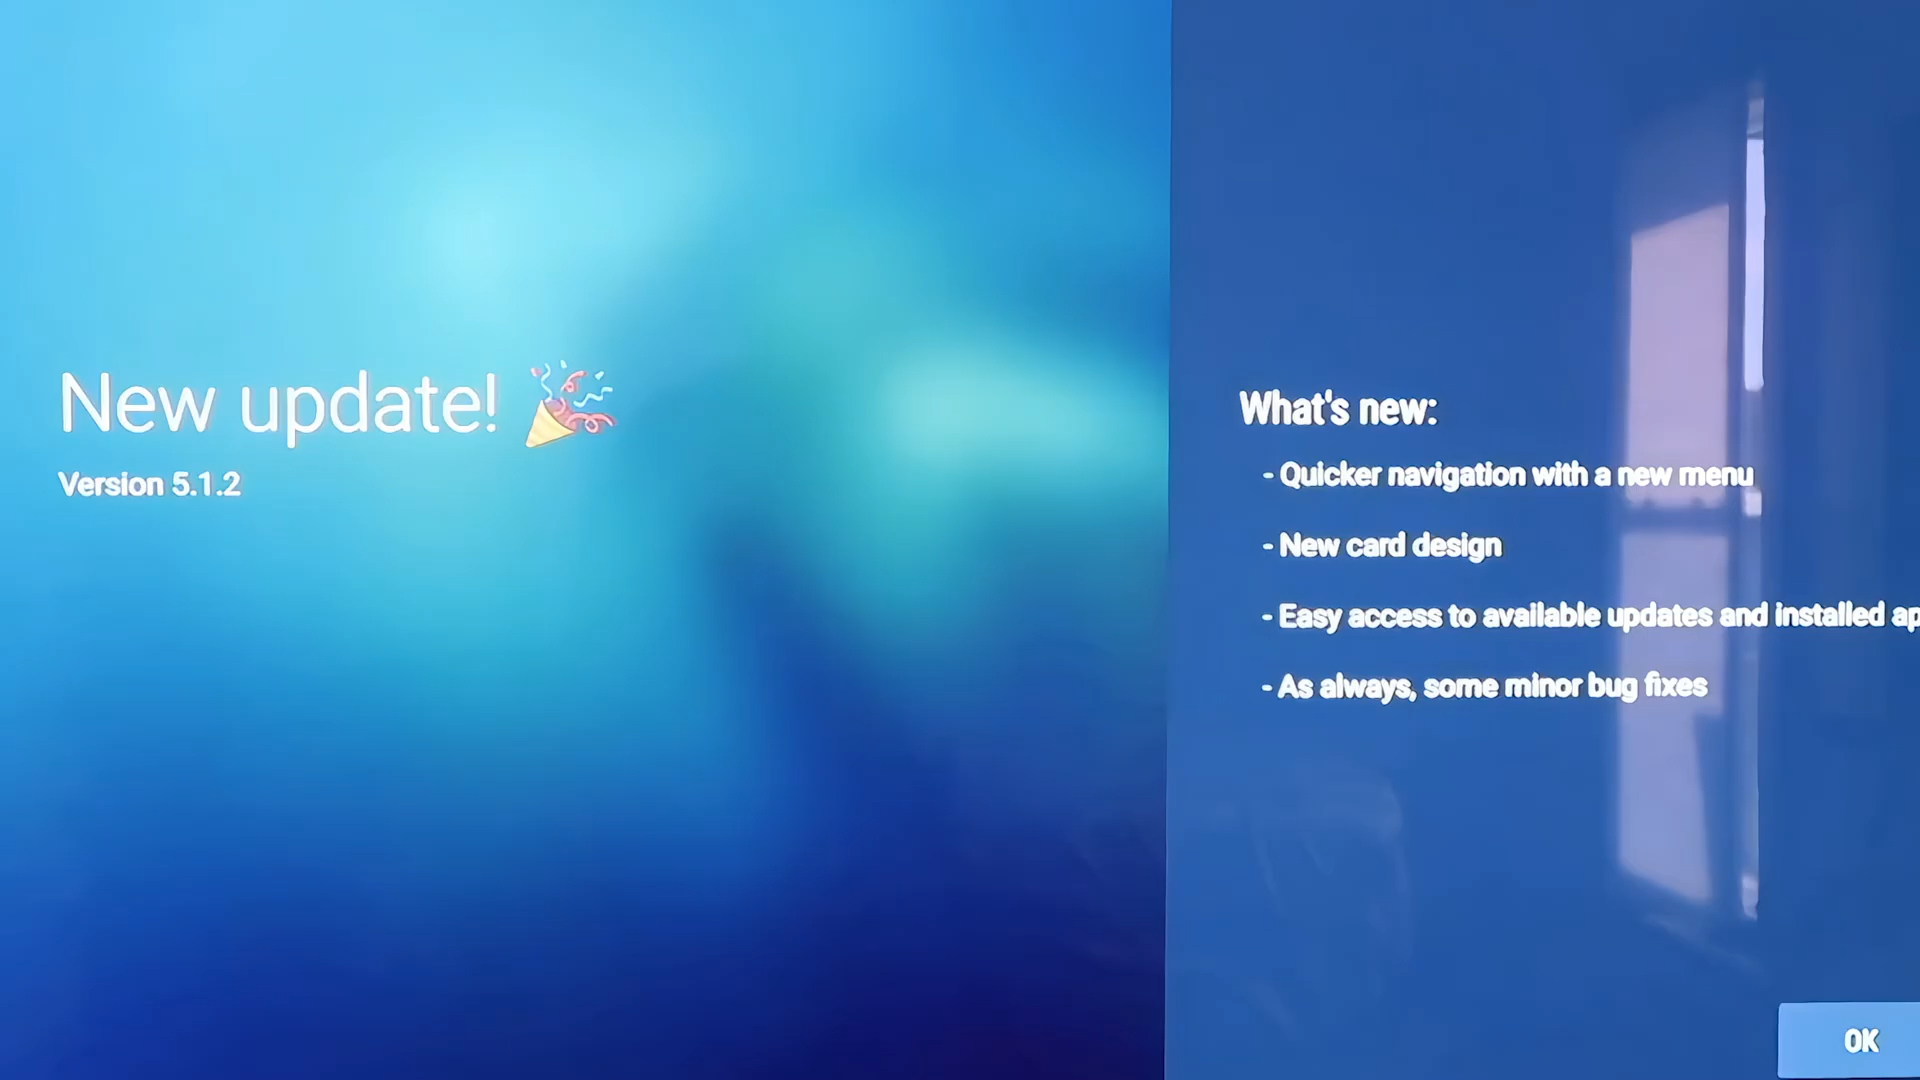 New update! 🎉
Version 5.1.2
What's new:
- Quicker navigation with a new menu
- New card design
- Easy access to available updates and installed
- As always, some minor bug fixes
OK